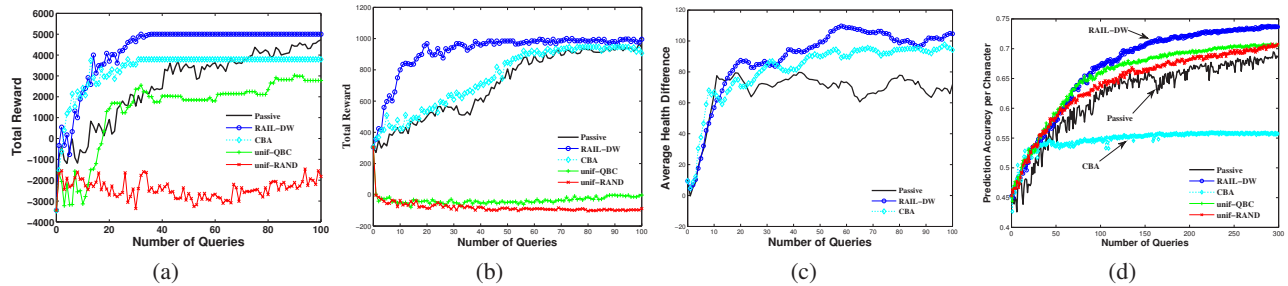 6000
5000
4000
3000
2000
1000
0
-1000
-2000
-3000
-4000
0
20
40
60
80
100
Total Reward
Number of Queries
Passive
RAIL-DW
CBA
unif-QBC
unif-RAND
(a)
1200
1000
800
600
400
200
0
-200
0
10
20
30
40
50
60
70
80
90
100
Total Reward
Number of Queries
Passive
RAIL-DW
CBA
unif-QBC
unif-RAND
(b)
120
100
80
60
40
20
0
-20
0
10
20
30
40
50
60
70
80
90
100
Average Health Difference
Number of Queries
Passive
RAIL-DW
CBA
(c)
0.75
0.7
0.65
0.6
0.55
0.5
0.45
0.4
0
50
100
150
200
250
300
Prediction Accuracy per Character
Number of Queries
RAIL-DW
Passive
CBA
Passive
RAIL-DW
CBA
unif-QBC
unif-RAND
(d)